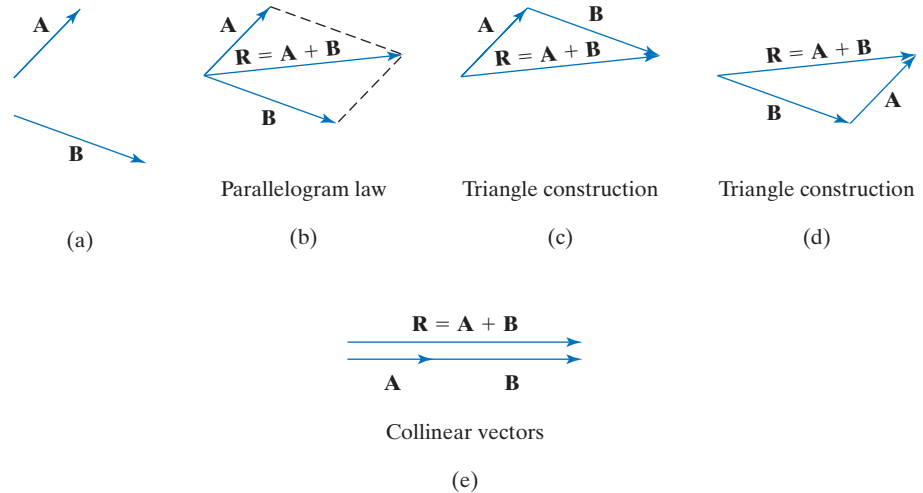 A
B
(a)
A
R = A + B
B
Parallelogram law
(b)
A
B
R = A + B
Triangle construction
(c)
R = A + B
B
A
Triangle construction
(d)
R = A + B
A
B
Collinear vectors
(e)